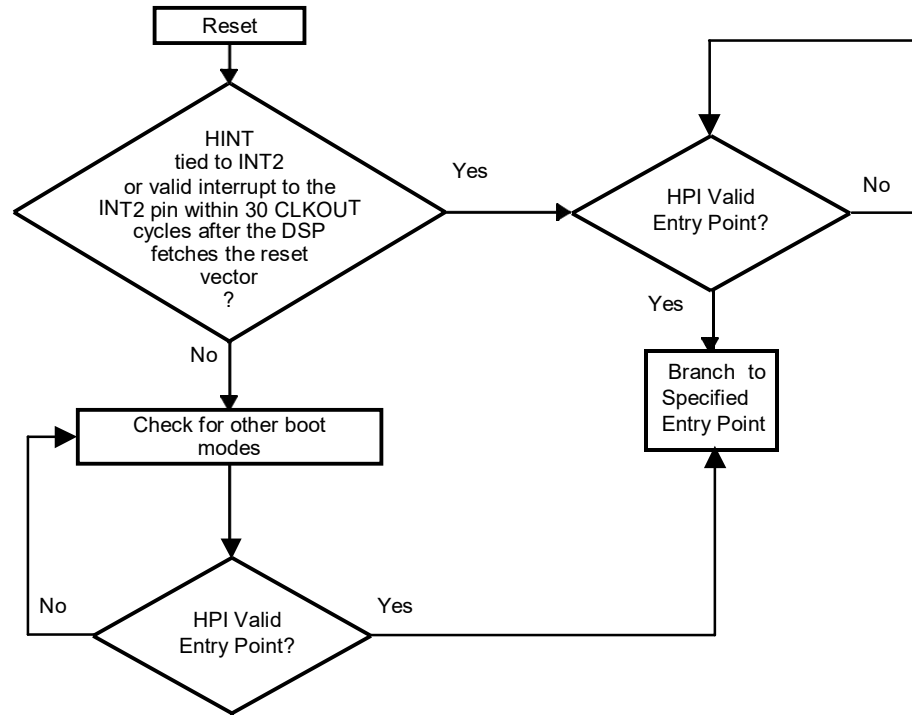 Reset
HINT
tied to INT2
or valid interrupt to the
INT2 pin within 30 CLKOUT
cycles after the DSP
fetches the reset
vector
?
Yes
HPI Valid
Entry Point?
No
Yes
No
Branch to
Specified
Entry Point
Check for other boot
modes
No
HPI Valid
Entry Point?
Yes